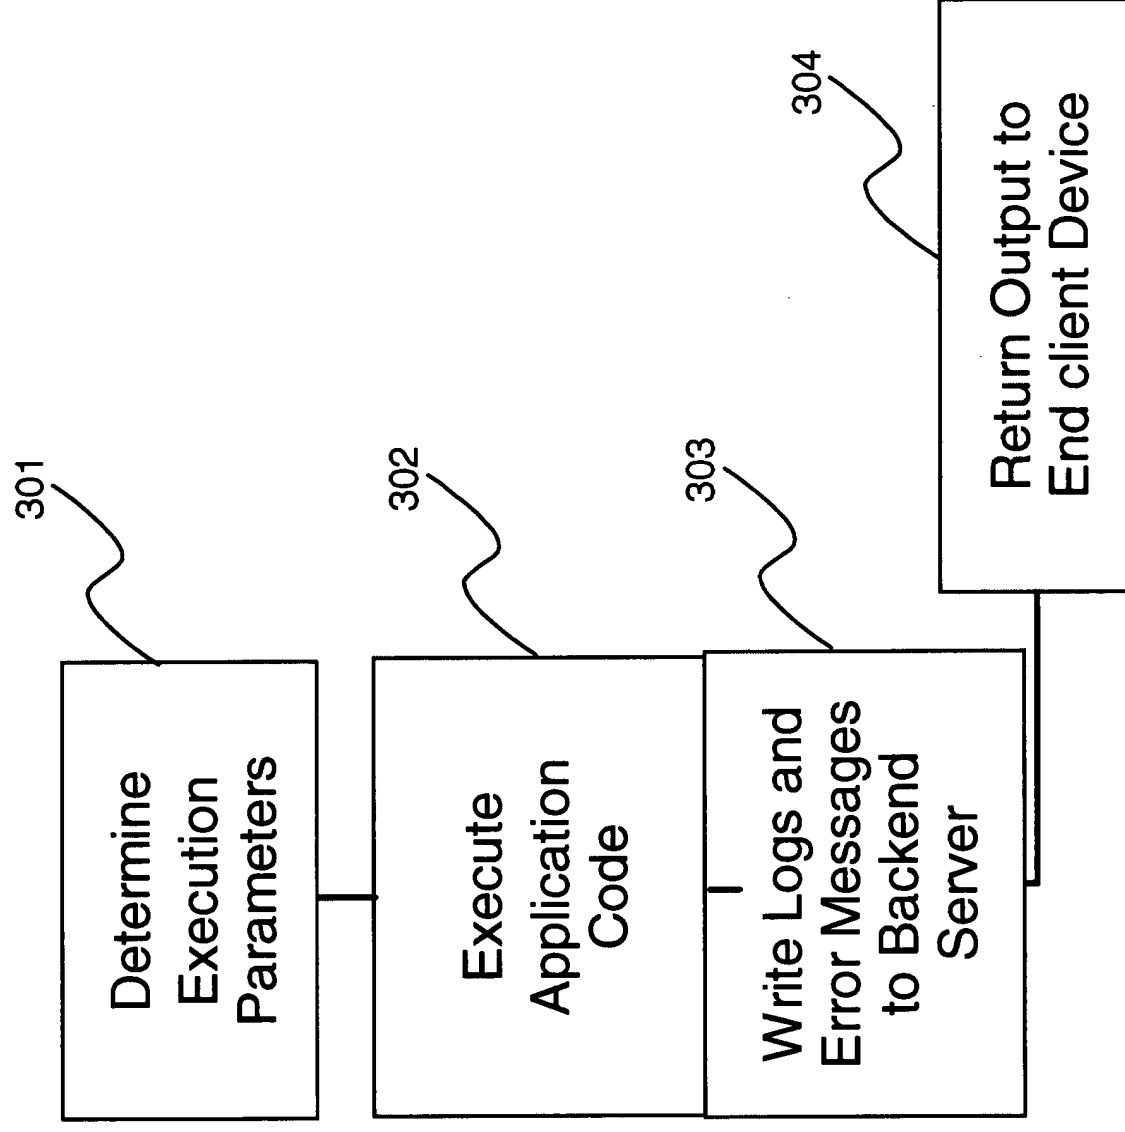 301
Determine
Execution
Parameters
302
Execute
Application
Code
303
Write Logs and
Error Messages
to Backend
Server
304
Return Output to
End client Device